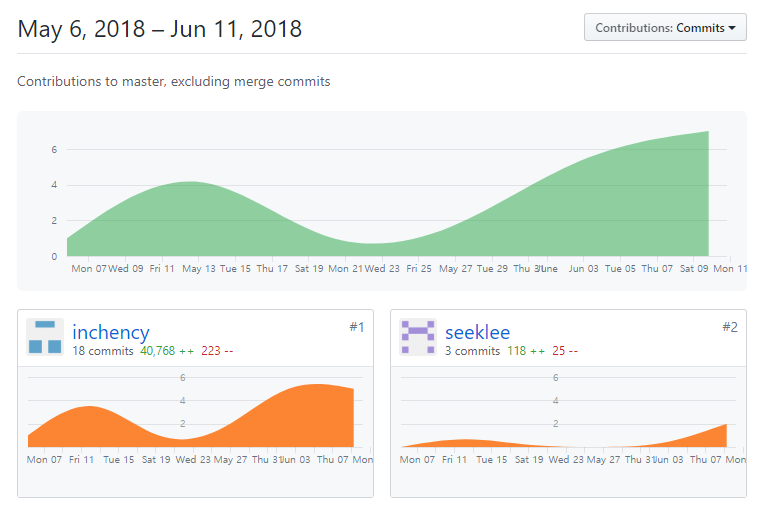 May 6, 2018 – Jun 11, 2018
Contributions: Commits
Contributions to master, excluding merge commits
6
4
2
0
Mon 07 Wed 09 Fri 11 May 13 Tue 15 Thu 17 Sat 19 Mon 21 Wed 23 Fri 25 May 27 Tue 29 Thu 31 June Jun 03 Tue 05 Thu 07 Sat 09 Mon 11
inchency
#1
18 commits 40,768 ++ 223 --
6
4
2
Mon 07 Fri 11 Tue 15 Sat 19 Wed 23 May 27 Thu 31 Jun 03 Thu 07 Mon
seeklee
#2
3 commits 118 ++ 25 --
6
4
2
Mon 07 Fri 11 Tue 15 Sat 19 Wed 23 May 27 Thu 31 Jun 03 Thu 07 Mon